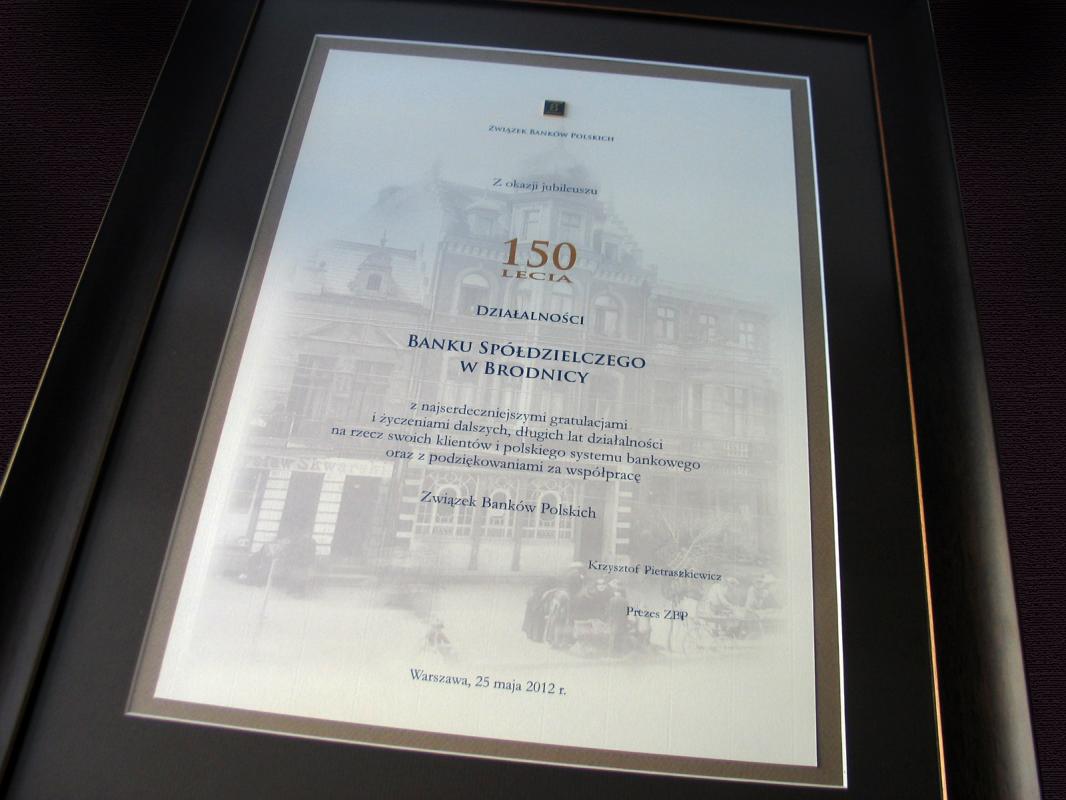 Związek Banków Polskich
Z okazji jubileuszu
150
LECIA
Działalności
Banku Spółdzielczego
w Brodnicy
z najserdeczniejszymi gratulacjami
i życzeniami dalszych, długich lat działalności
na rzecz swoich klientów i polskiego systemu bankowego
oraz z podziękowaniami za współpracę
Związek Banków Polskich
Krzysztof Pietraszkiewicz
Prezes ZBP
Warszawa, 25 maja 2012 r.